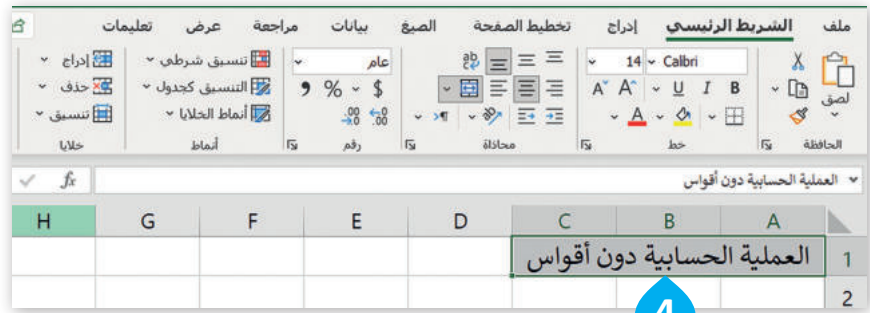 ملف الشريط الرئيسي إدراج تخطيط الصفحة الصيغ بيانات مراجعة عرض تعليمات
Calibri 14 عام تنسيق شرطي إدراج
لصق B I U A A $ % التنسيق كجدول حذف
A أنماط الخلايا تنسيق
الحافظة خط محاذاة رقم أنماط خلايا
العملية الحسابية دون أقواس fx
A B C D E F G H
1 العملية الحسابية دون أقواس
2
4